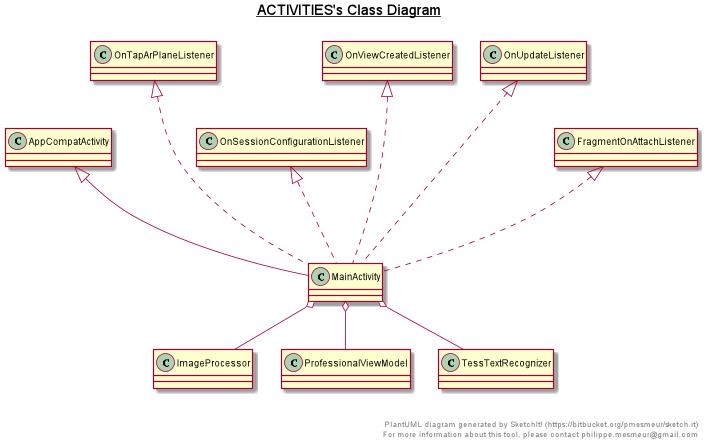 ACTIVITIES's Class Diagram
C OnTapArPlaneListener
C OnViewCreatedListener
C OnUpdateListener
C AppCompatActivity
C OnSessionConfigurationListener
C FragmentOnAttachListener
C MainActivity
C ImageProcessor
C ProfessionalViewModel
C TessTextRecognizer
PlantUML diagram generated by SketchIt! (https://bitbucket.org/pmesmeur/sketch.it)
For more information about this tool, please contact philippe.mesmeur@gmail.com